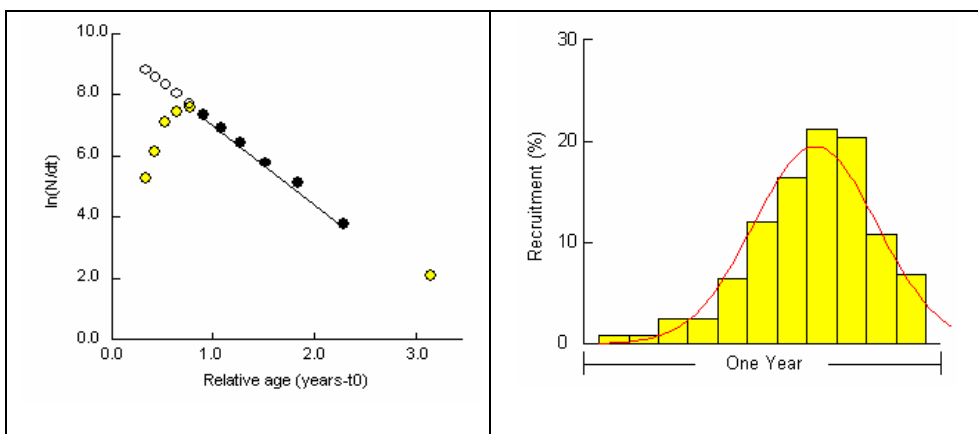 10.0
8.0
6.0
4.0
2.0
0.0
ln(N/dt)
0.0 1.0 2.0 3.0
Relative age (years-t0)
30
20
10
0
Recruitment (%)
One Year